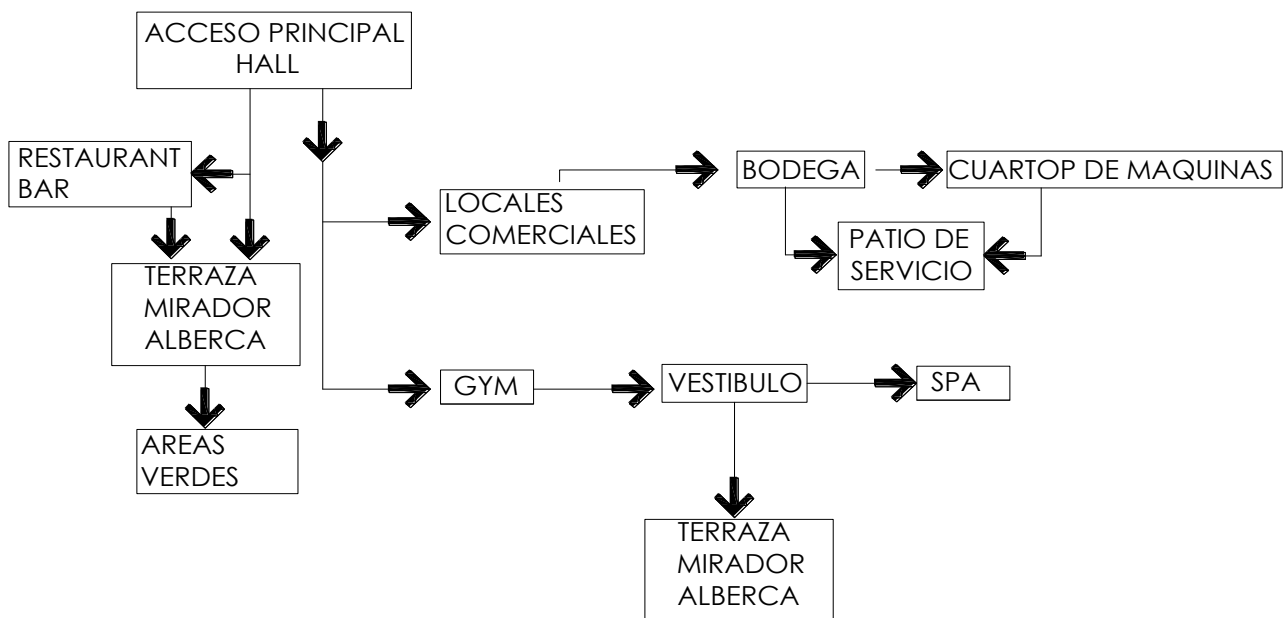 ACCESO PRINCIPAL
HALL
RESTAURANT
BAR
TERRAZA
MIRADOR
ALBERCA
AREAS
VERDES
LOCALES
COMERCIALES
BODEGA
CUARTOP DE MAQUINAS
PATIO DE
SERVICIO
GYM
VESTIBULO
SPA
TERRAZA
MIRADOR
ALBERCA